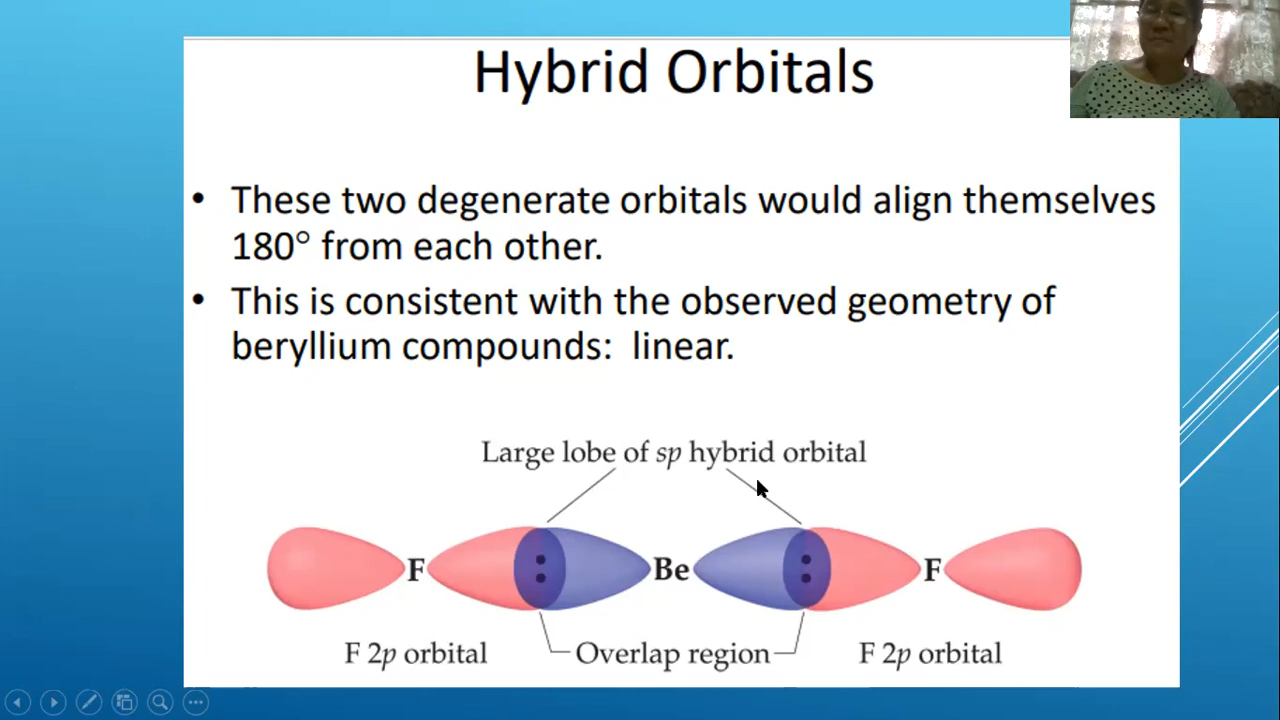 Hybrid Orbitals
• These two degenerate orbitals would align themselves
180° from each other.
• This is consistent with the observed geometry of
beryllium compounds: linear.
Large lobe of sp hybrid orbital
F Be F
F 2p orbital Overlap region F 2p orbital